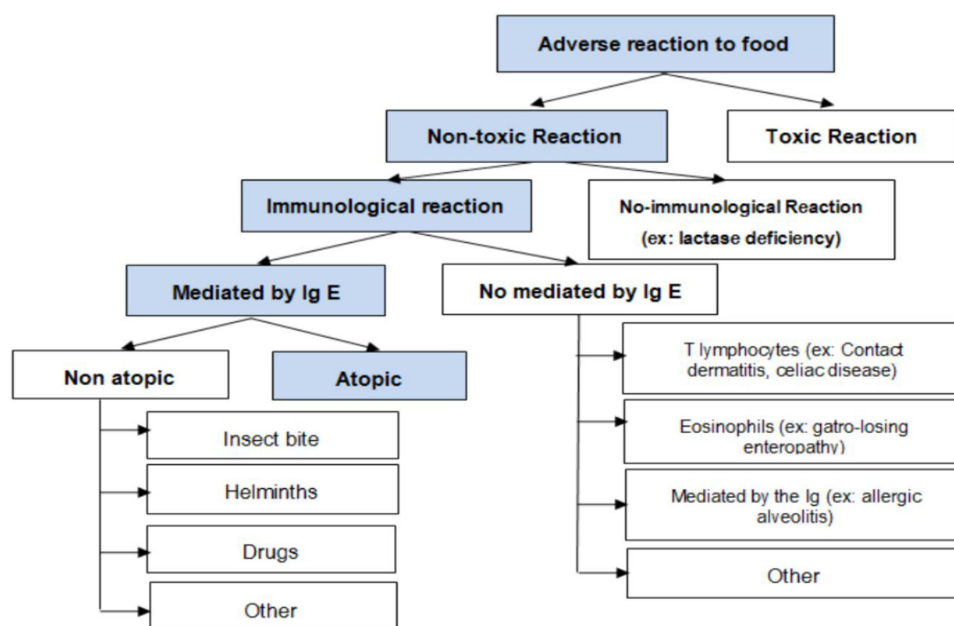 Adverse reaction to food
Non-toxic Reaction
Toxic Reaction
Immunological reaction
No-immunological Reaction
(ex: lactase deficiency)
Mediated by Ig E
No mediated by Ig E
Non atopic
Atopic
T lymphocytes (ex: Contact
dermatitis, celiac disease)
Insect bite
Eosinophils (ex: gatro-losing
enteropathy)
Helminths
Mediated by the Ig (ex: allergic
alveolitis)
Drugs
Other
Other